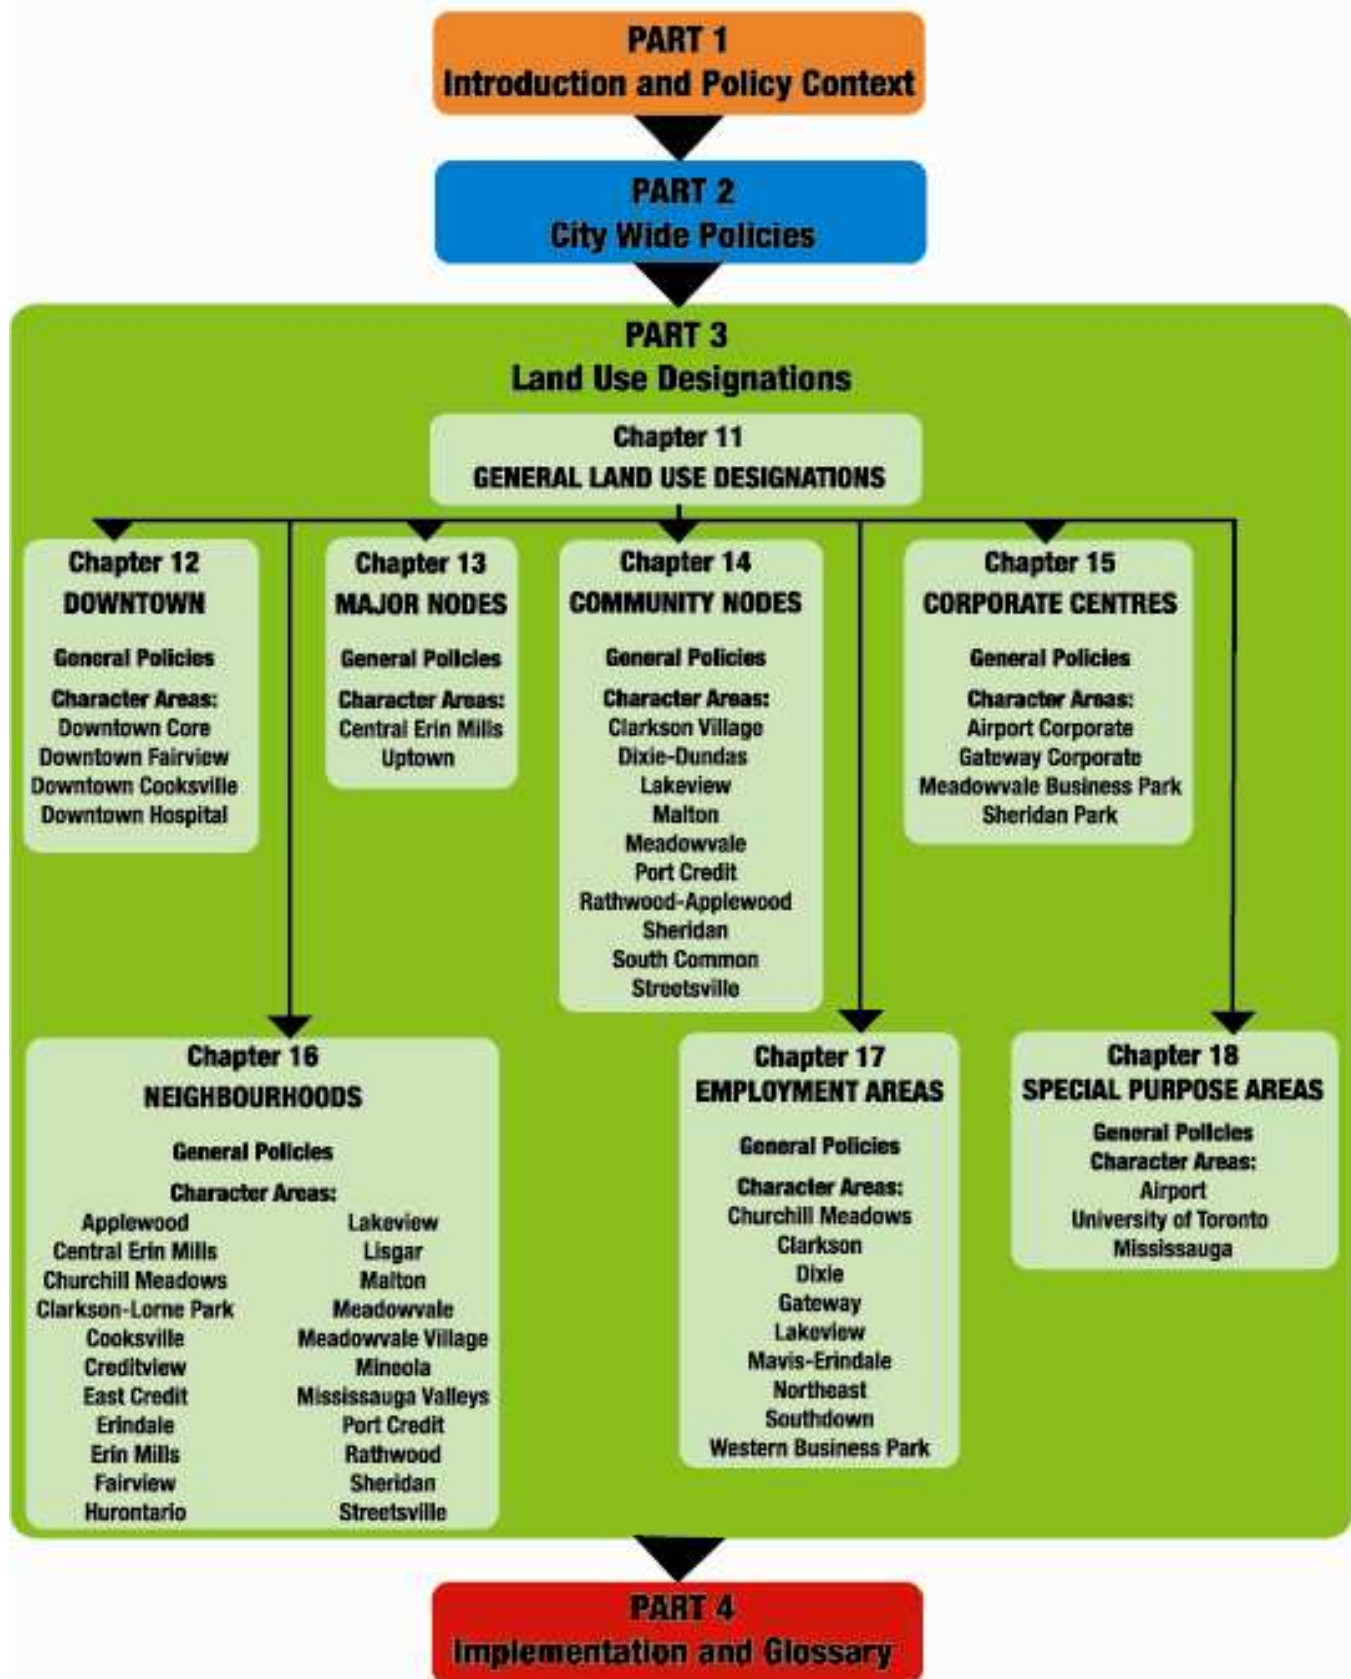 PART 1
Introduction and Policy Context
PART 2
City Wide Policies
PART 3
Land Use Designations
Chapter 11
GENERAL LAND USE DESIGNATIONS
Chapter 12
DOWNTOWN
General Policies
Character Areas:
Downtown Core
Downtown Fairview
Downtown Cooksville
Downtown Hospital
Chapter 13
MAJOR NODES
General Policies
Character Areas:
Central Erin Mills
Uptown
Chapter 14
COMMUNITY NODES
General Policies
Character Areas:
Clarkson Village
Dixie-Dundas
Lakeview
Malton
Meadowvale
Port Credit
Rathwood-Applewood
Sheridan
South Common
Streetsville
Chapter 15
CORPORATE CENTRES
General Policies
Character Areas:
Airport Corporate
Gateway Corporate
Meadowvale Business Park
Sheridan Park
Chapter 16
NEIGHBOURHOODS
General Policies
Character Areas:
Applewood
Central Erin Mills
Churchill Meadows
Clarkson-Lorne Park
Cooksville
Creditview
East Credit
Erindale
Erin Mills
Fairview
Hurontario
Lakeview
Lisgar
Malton
Meadowvale
Meadowvale Village
Mineola
Mississauga Valleys
Port Credit
Rathwood
Sheridan
Streetsville
Chapter 17
EMPLOYMENT AREAS
General Policies
Character Areas:
Churchill Meadows
Clarkson
Dixie
Gateway
Lakeview
Mavis-Erindale
Northeast
Southdown
Western Business Park
Chapter 18
SPECIAL PURPOSE AREAS
General Policies
Character Areas:
Airport
University of Toronto
Mississauga
PART 4
Implementation and Glossary